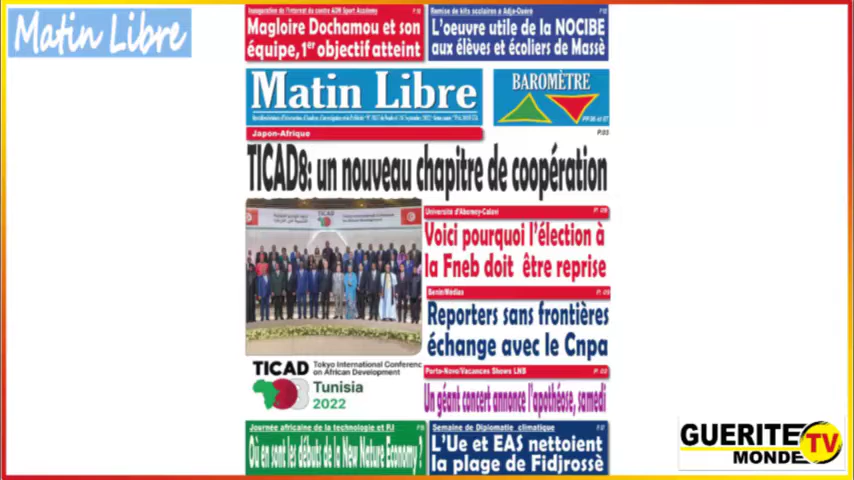 Matin Libre
Inauguration de l'internat du centre ADM Sport Academy
Magloire Dochamou et son
équipe, 1er objectif atteint
Remise de kits scolaires à Adja-Ouèrè
L'oeuvre utile de la NOCIBE
aux élèves et écoliers de Massè
Matin Libre
BAROMÈTRE
Japon-Afrique
P.03
TICAD8: un nouveau chapitre de coopération
Université d'Abomey-Calavi
Voici pourquoi l'élection à
la Fneb doit être reprise
Bénin/Médias
Reporters sans frontières
échange avec le Cnpa
Porto-Novo/Vacances Shows LNB
Un géant concert annonce l'apothéose, samedi
TICAD
Tokyo International Conferenc
on African Development
Tunisia
2022
Journée africaine de la technologie et P.I
Où en sont les débuts de la New Nature Economy ?
Semaine de Diplomatie climatique
L'Ue et EAS nettoient
la plage de Fidjrossè
GUERITE TV
MONDE